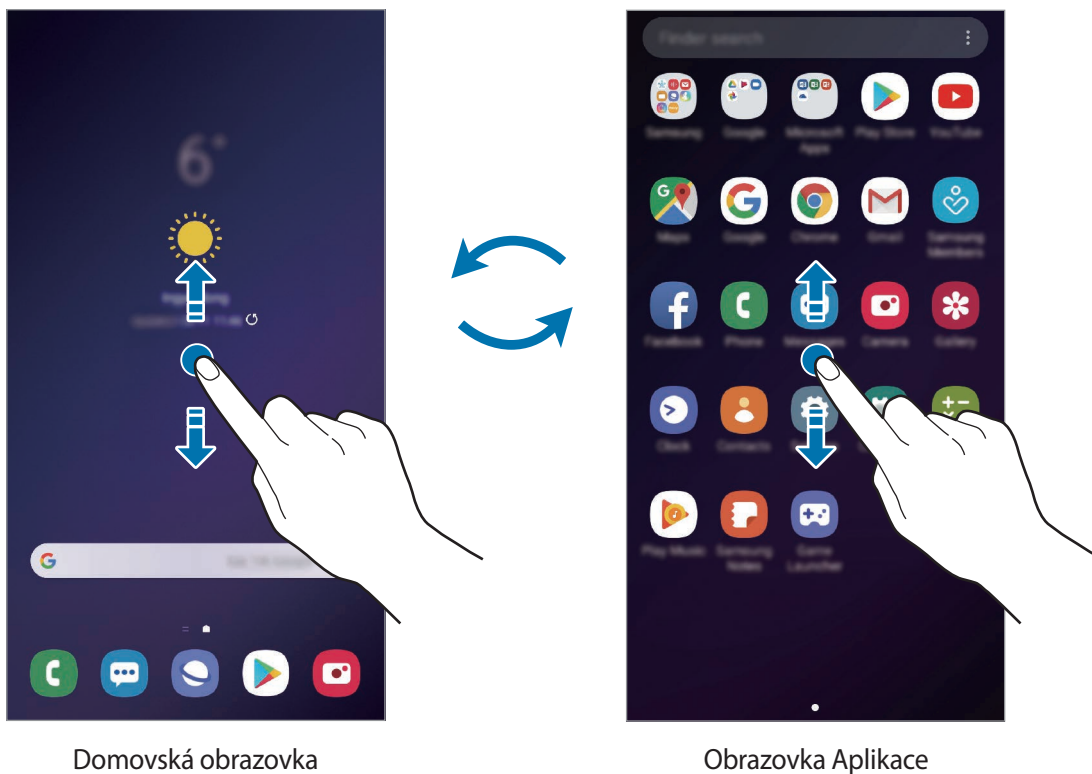 6°
Finder search
Samsung Google Microsoft Apps Play Store YouTube
Maps Google Chrome Gmail Samsung Members
Facebook Phone Camera Gallery
Clock Contacts
Play Music Samsung Notes Game Launcher
Domovská obrazovka
Obrazovka Aplikace